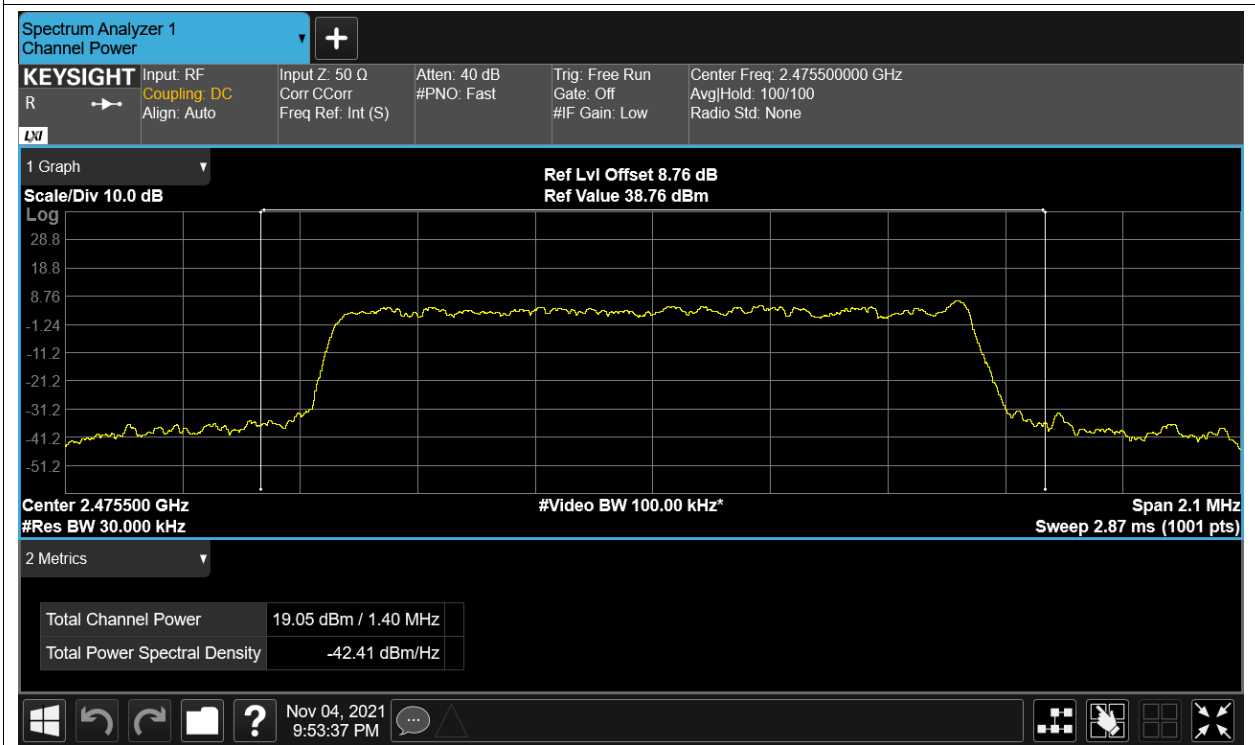 Spectrum Analyzer 1
Channel Power
▼
+
KEYSIGHT
R
LXI
Input: RF
Coupling: DC
Align: Auto
Input Z: 50 Ω
Corr CCorr
Freq Ref: Int (S)
Atten: 40 dB
#PNO: Fast
Trig: Free Run
Gate: Off
#IF Gain: Low
Center Freq: 2.475500000 GHz
Avg|Hold: 100/100
Radio Std: None
1 Graph ▼
Ref Lvl Offset 8.76 dB
Scale/Div 10.0 dB Ref Value 38.76 dBm
Log
28.8
18.8
8.76
-1.24
-11.2
-21.2
-31.2
-41.2
-51.2
Center 2.475500 GHz #Video BW 100.00 kHz* Span 2.1 MHz
#Res BW 30.000 kHz Sweep 2.87 ms (1001 pts)
2 Metrics ▼
Total Channel Power 19.05 dBm / 1.40 MHz
Total Power Spectral Density -42.41 dBm/Hz
? Nov 04, 2021
9:53:37 PM